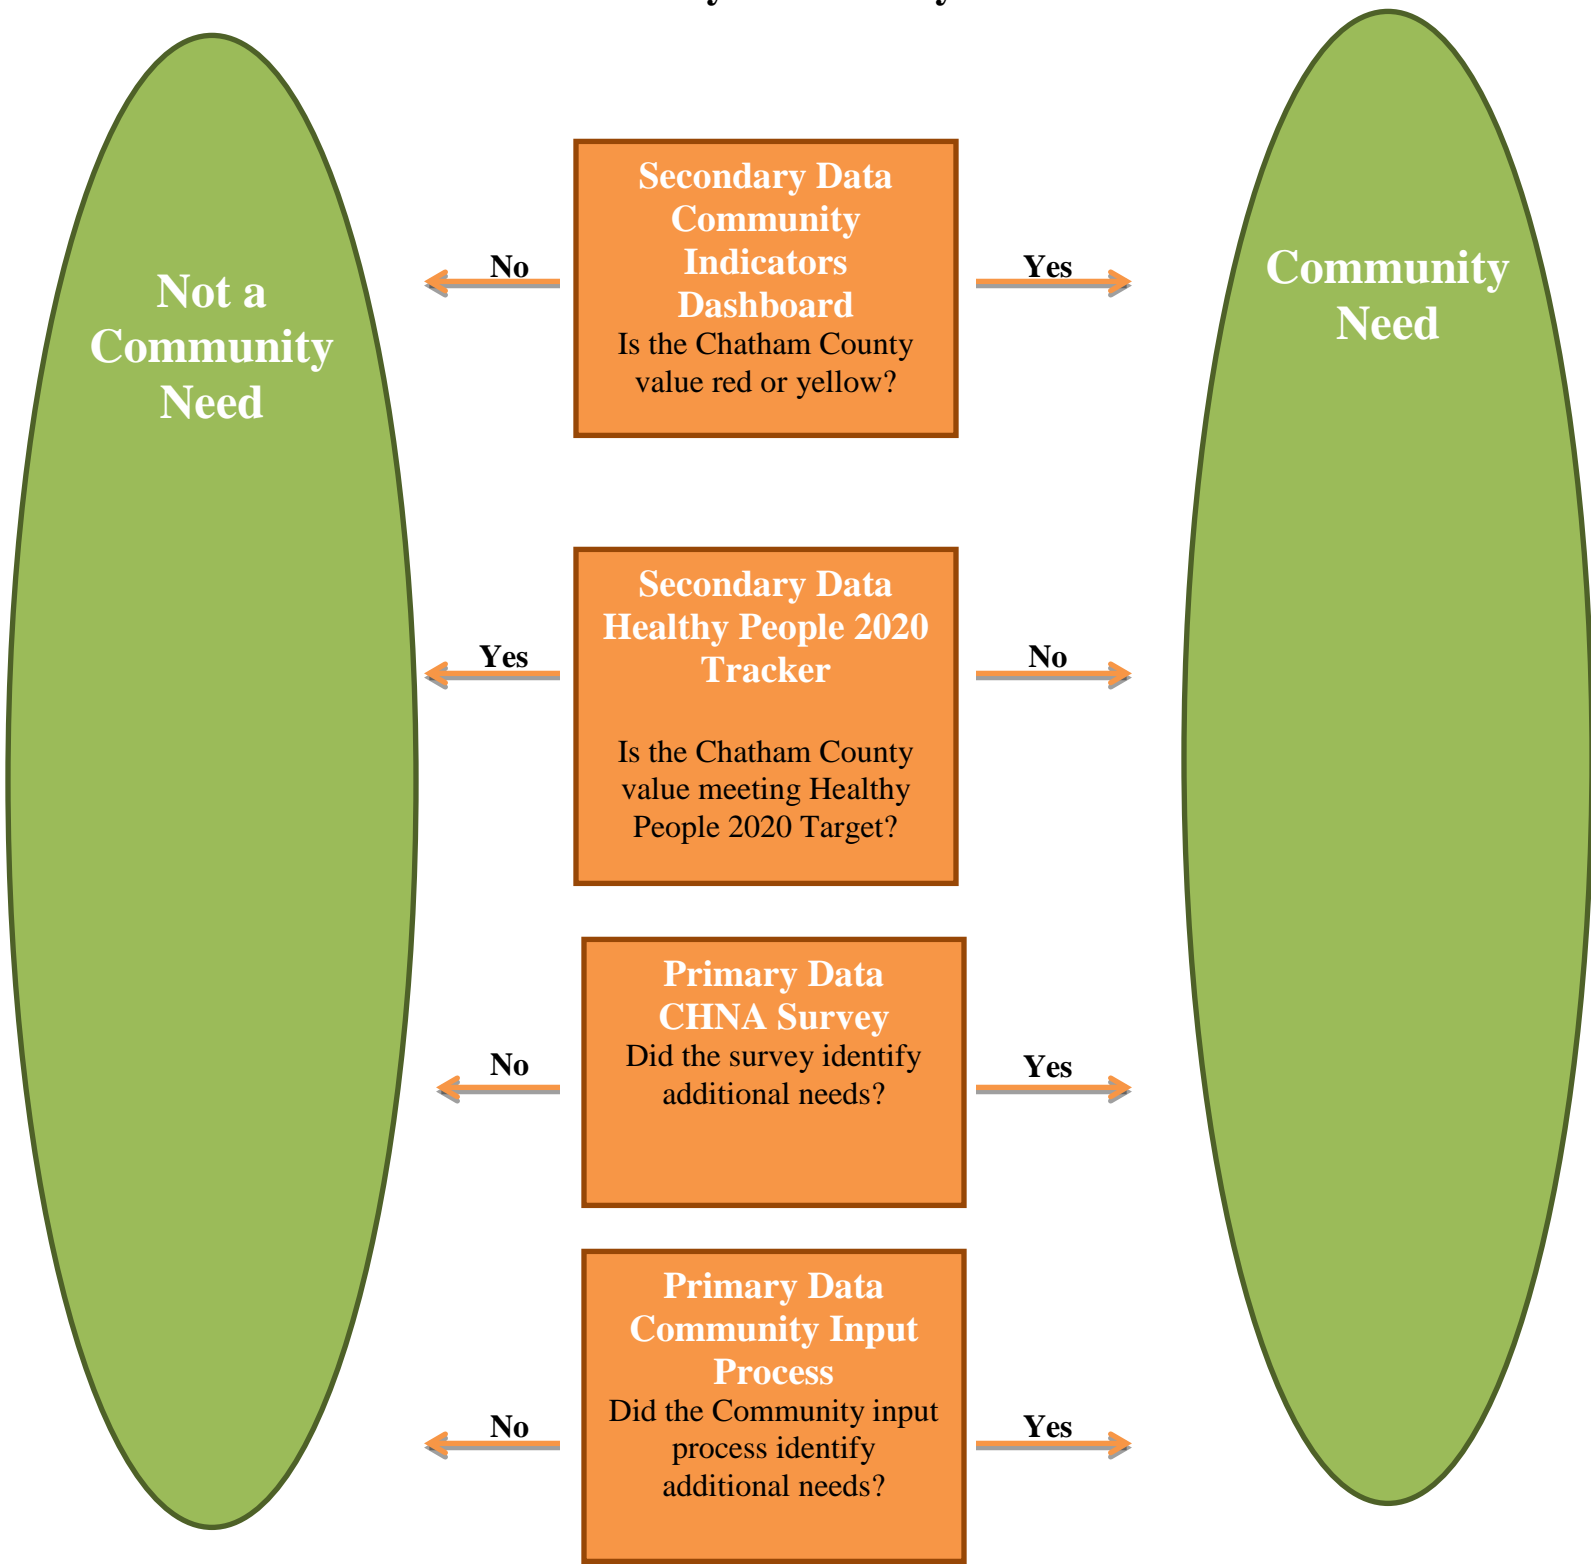 Not a
Community
Need
Secondary Data
Community
Indicators
Dashboard
Is the Chatham County
value red or yellow?
No
Yes
Community
Need
Secondary Data
Healthy People 2020
Tracker
Is the Chatham County
value meeting Healthy
People 2020 Target?
Yes
No
Primary Data
CHNA Survey
Did the survey identify
additional needs?
No
Yes
Primary Data
Community Input
Process
Did the Community input
process identify
additional needs?
No
Yes